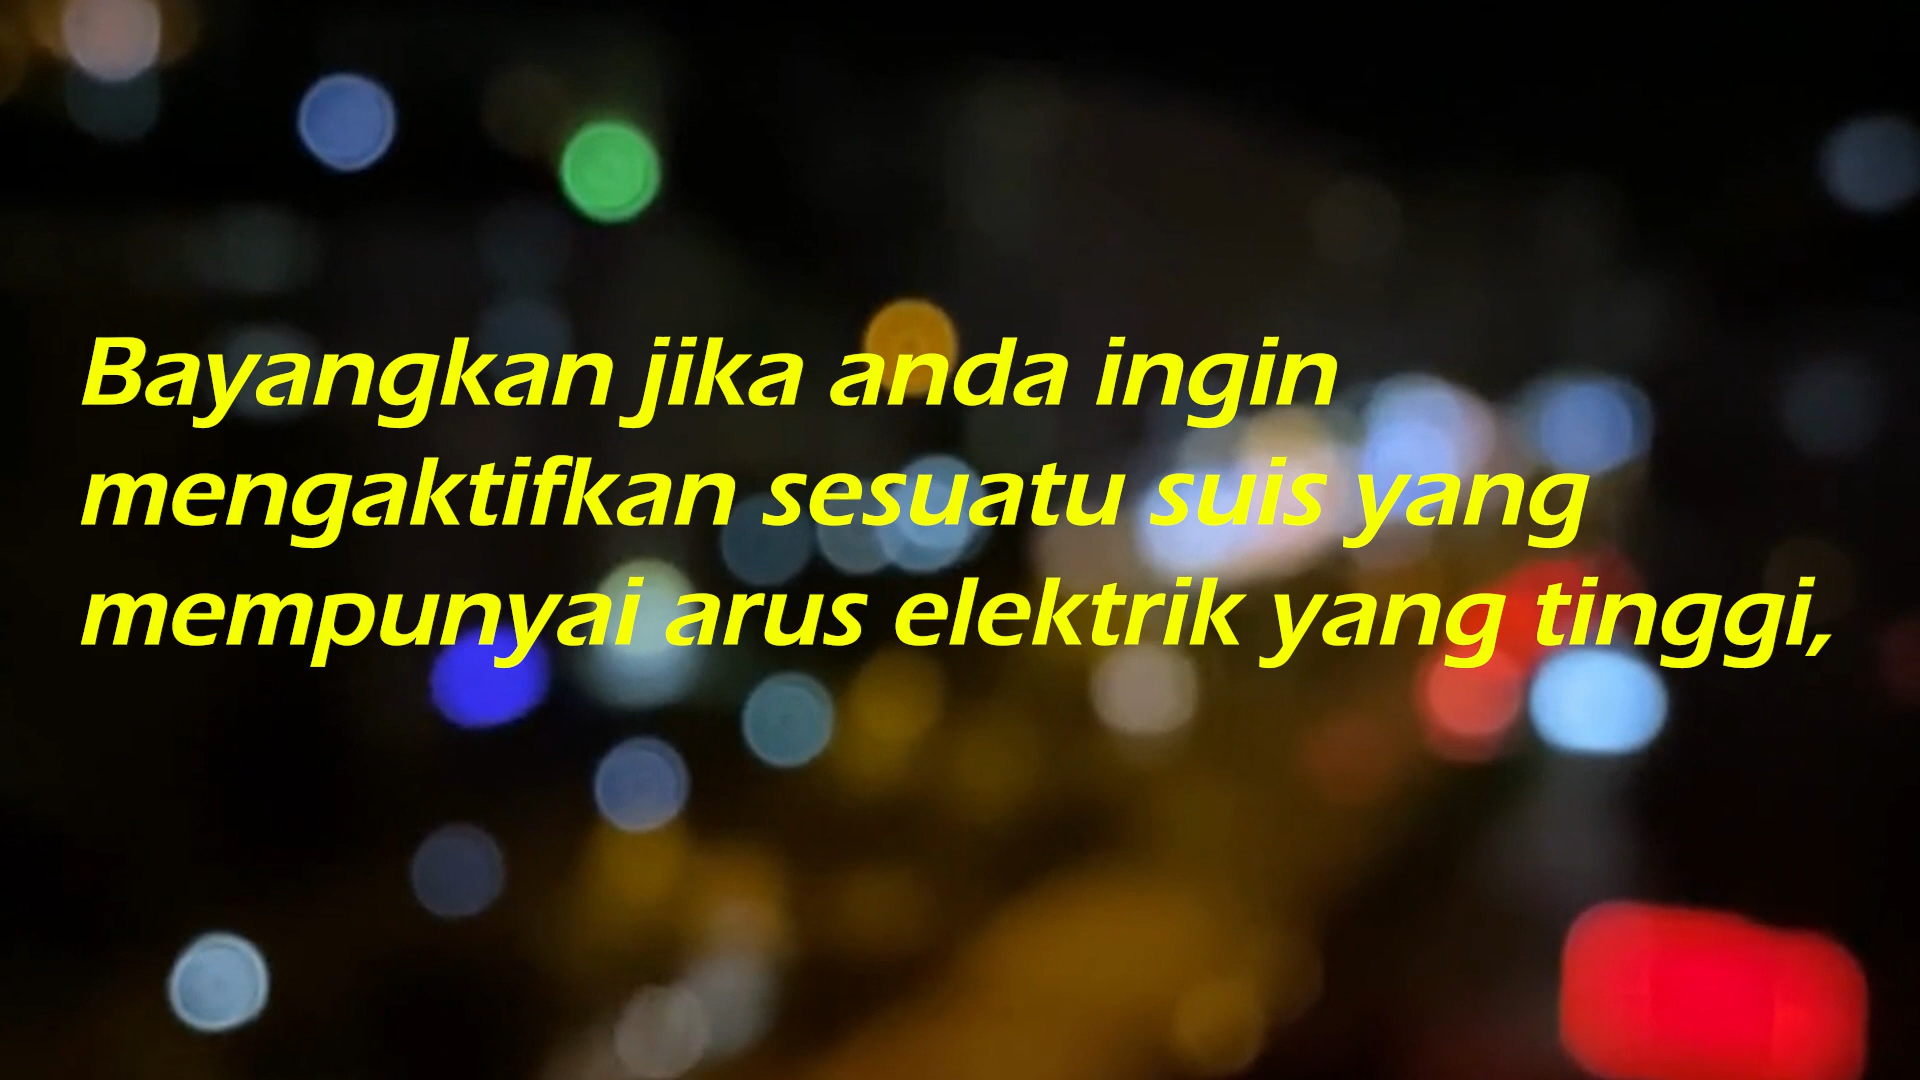 Bayangkan jika anda ingin
mengaktifkan sesuatu suis yang
mempunyai arus elektrik yang tinggi,